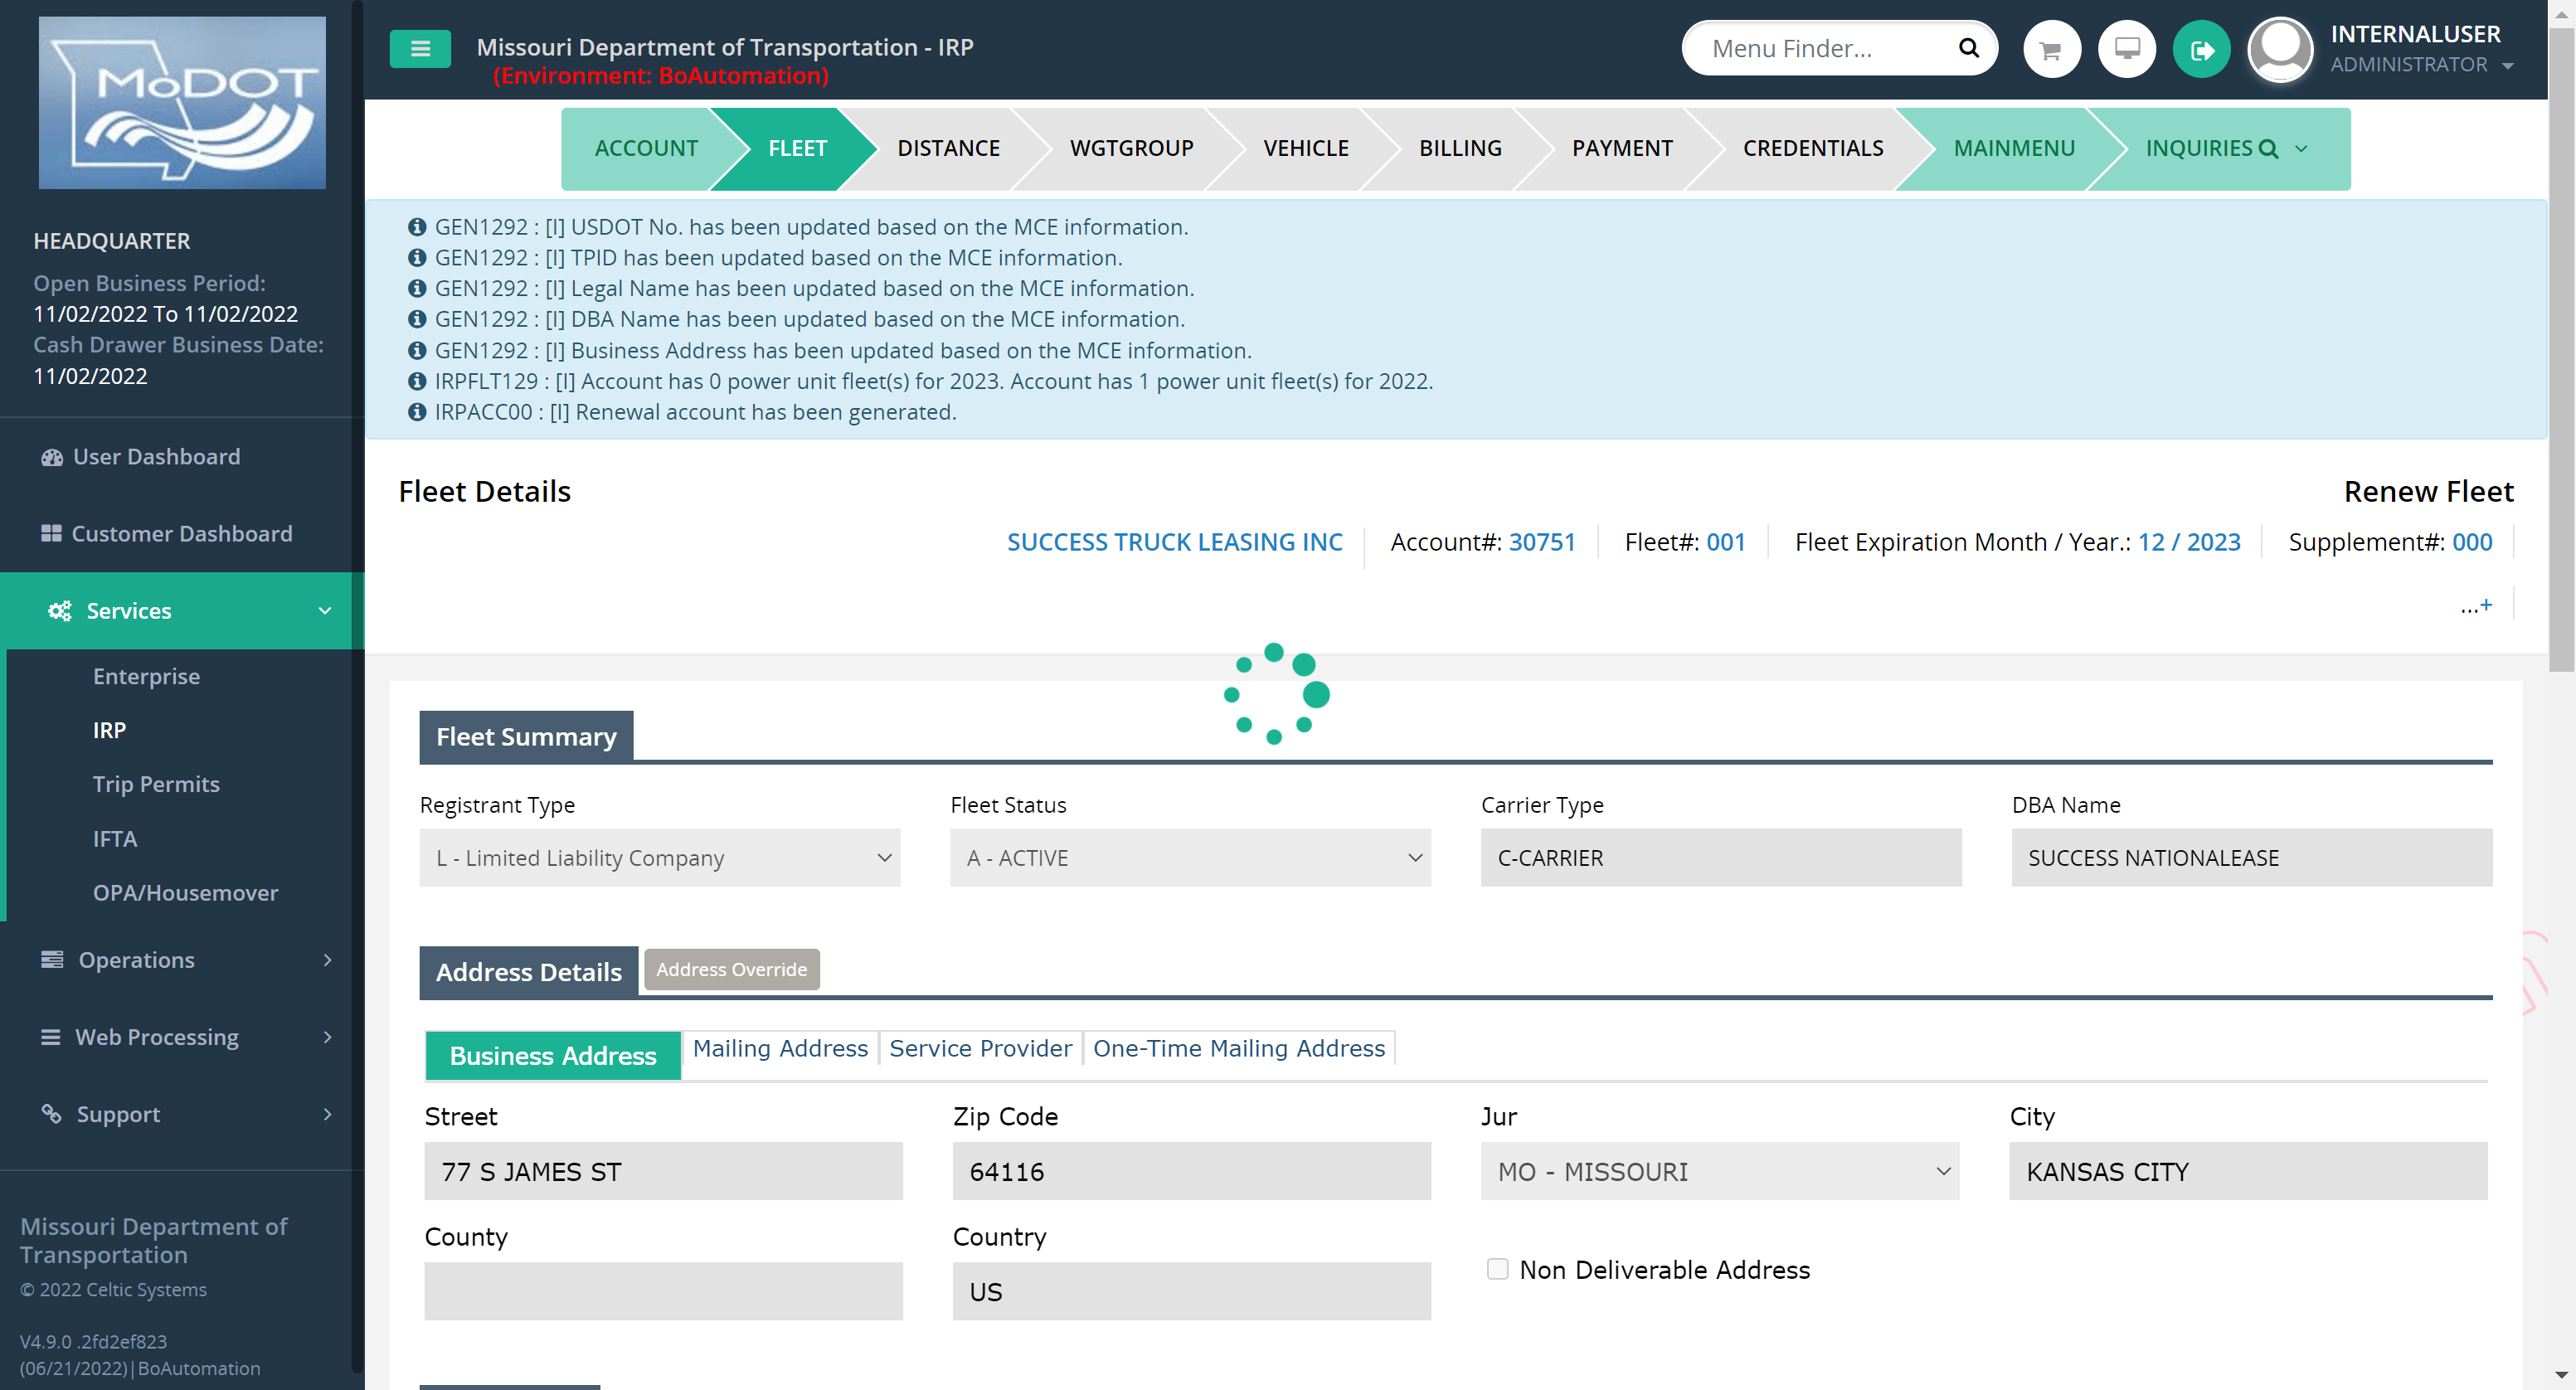 MoDOT
HEADQUARTER
Open Business Period:
11/02/2022 To 11/02/2022
Cash Drawer Business Date:
11/02/2022
User Dashboard
Customer Dashboard
Services
Enterprise
IRP
Trip Permits
IFTA
OPA/Housemover
Operations
Web Processing
Support
Missouri Department of
Transportation
© 2022 Celtic Systems
V4.9.0 .2fd2ef823
(06/21/2022)|BoAutomation
Missouri Department of Transportation - IRP
(Environment: BoAutomation)
Menu Finder...
INTERNALUSER
ADMINISTRATOR
ACCOUNT FLEET DISTANCE WGTGROUP VEHICLE BILLING PAYMENT CREDENTIALS MAINMENU INQUIRIES
GEN1292 : [I] USDOT No. has been updated based on the MCE information.
GEN1292 : [I] TPID has been updated based on the MCE information.
GEN1292 : [I] Legal Name has been updated based on the MCE information.
GEN1292 : [I] DBA Name has been updated based on the MCE information.
GEN1292 : [I] Business Address has been updated based on the MCE information.
IRPFLT129 : [I] Account has 0 power unit fleet(s) for 2023. Account has 1 power unit fleet(s) for 2022.
IRPACC00 : [I] Renewal account has been generated.
Fleet Details Renew Fleet
SUCCESS TRUCK LEASING INC Account#: 30751 Fleet#: 001 Fleet Expiration Month / Year.: 12 / 2023 Supplement#: 000
...+
Fleet Summary
Registrant Type Fleet Status Carrier Type DBA Name
L - Limited Liability Company A - ACTIVE C-CARRIER SUCCESS NATIONALEASE
Address Details Address Override
Business Address Mailing Address Service Provider One-Time Mailing Address
Street Zip Code Jur City
77 S JAMES ST 64116 MO - MISSOURI KANSAS CITY
County Country
US Non Deliverable Address